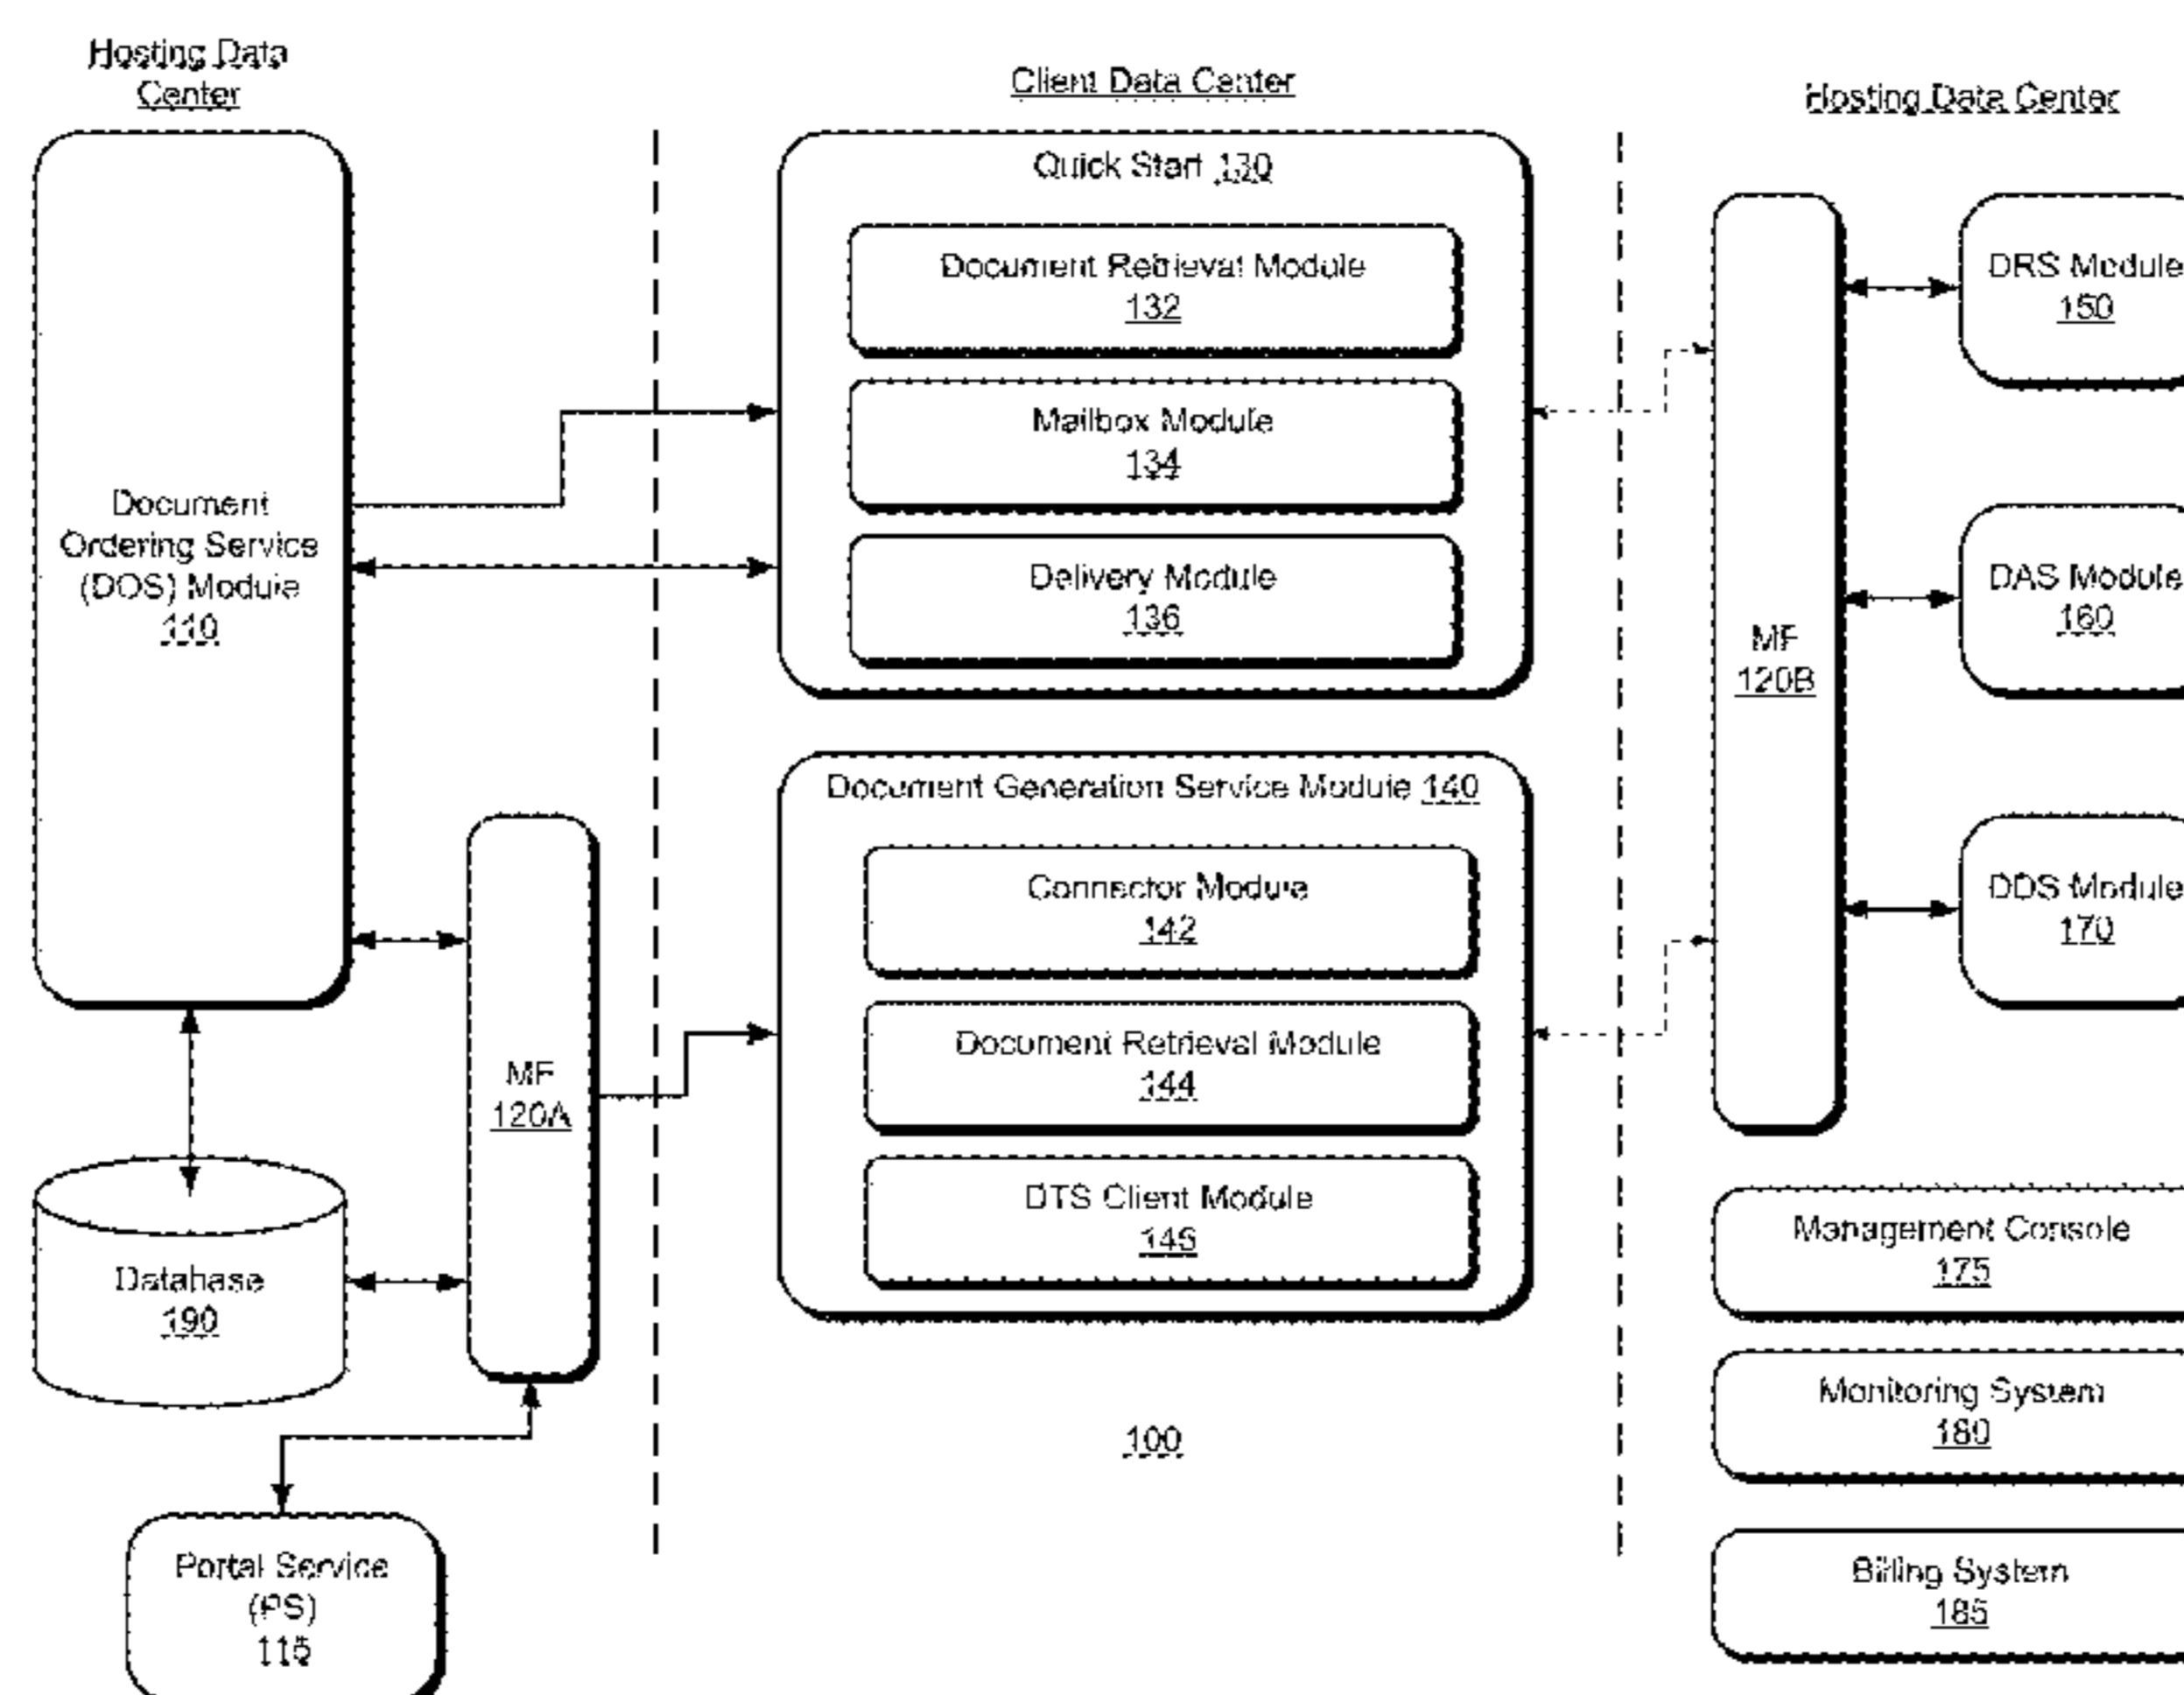 Hosting Data
Center
Document
Ordering Service
(DOS) Module
110
Database
190
MF
120A
Portal Service
(PS)
115
Client Data Center
Quick Start 130
Document Retrieval Module
132
Mailbox Module
134
Delivery Module
136
Document Generation Service Module 140
Connector Module
142
Document Retrieval Module
144
DTS Client Module
146
100
Hosting Data Center
MF
120B
DRS Module
150
DAS Module
160
DDS Module
170
Management Console
175
Monitoring System
180
Billing System
185